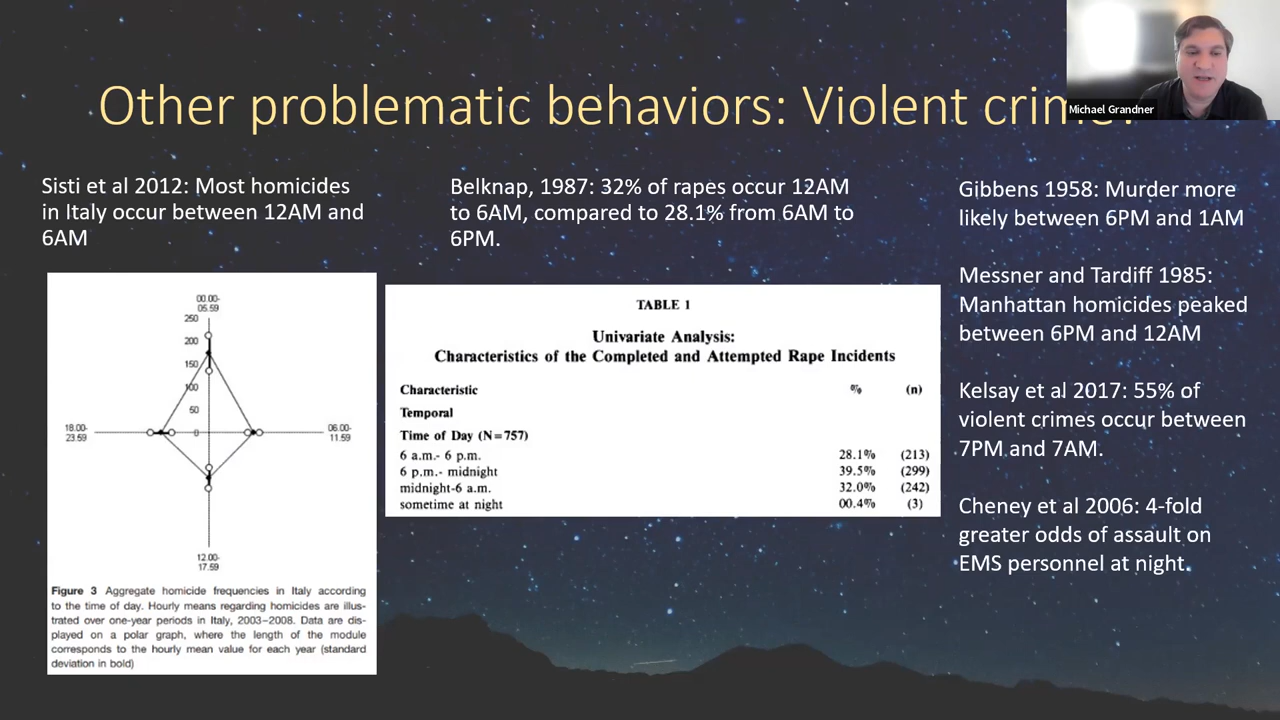 Other problematic behaviors: Violent crime?
Michael Grandner
Sisti et al 2012: Most homicides
in Italy occur between 12AM and
6AM
00.00-
05.59
250
200
150
100
50
0
18.00-
23.59
06.00-
11.59
12.00-
17.59
Figure 3 Aggregate homicide frequencies in Italy according
to the time of day. Hourly means regarding homicides are illus-
trated over one-year periods in Italy, 2003–2008. Data are dis-
played on a polar graph, where the length of the module
corresponds to the hourly mean value for each year (standard
deviation in bold)
Belknap, 1987: 32% of rapes occur 12AM
to 6AM, compared to 28.1% from 6AM to
6PM.
TABLE 1
Univariate Analysis:
Characteristics of the Completed and Attempted Rape Incidents
Characteristic % (n)
Temporal
Time of Day (N=757)
6 a.m.- 6 p.m. 28.1% (213)
6 p.m.- midnight 39.5% (299)
midnight-6 a.m. 32.0% (242)
sometime at night 00.4% (3)
Gibbens 1958: Murder more
likely between 6PM and 1AM
Messner and Tardiff 1985:
Manhattan homicides peaked
between 6PM and 12AM
Kelsay et al 2017: 55% of
violent crimes occur between
7PM and 7AM.
Cheney et al 2006: 4-fold
greater odds of assault on
EMS personnel at night.